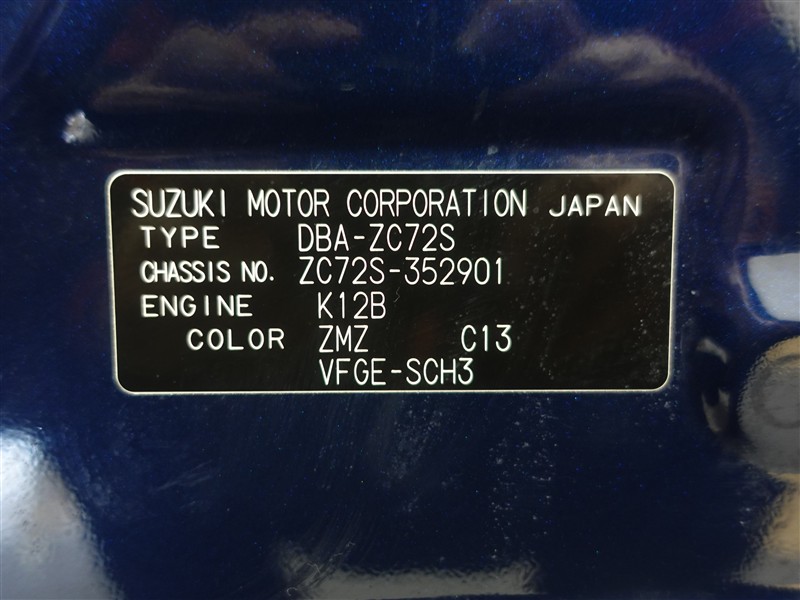 SUZUKI MOTOR CORPORATION JAPAN
TYPE DBA-ZC72S
CHASSIS NO. ZC72S-352901
ENGINE K12B
COLOR ZMZ C13
VFGE-SCH3